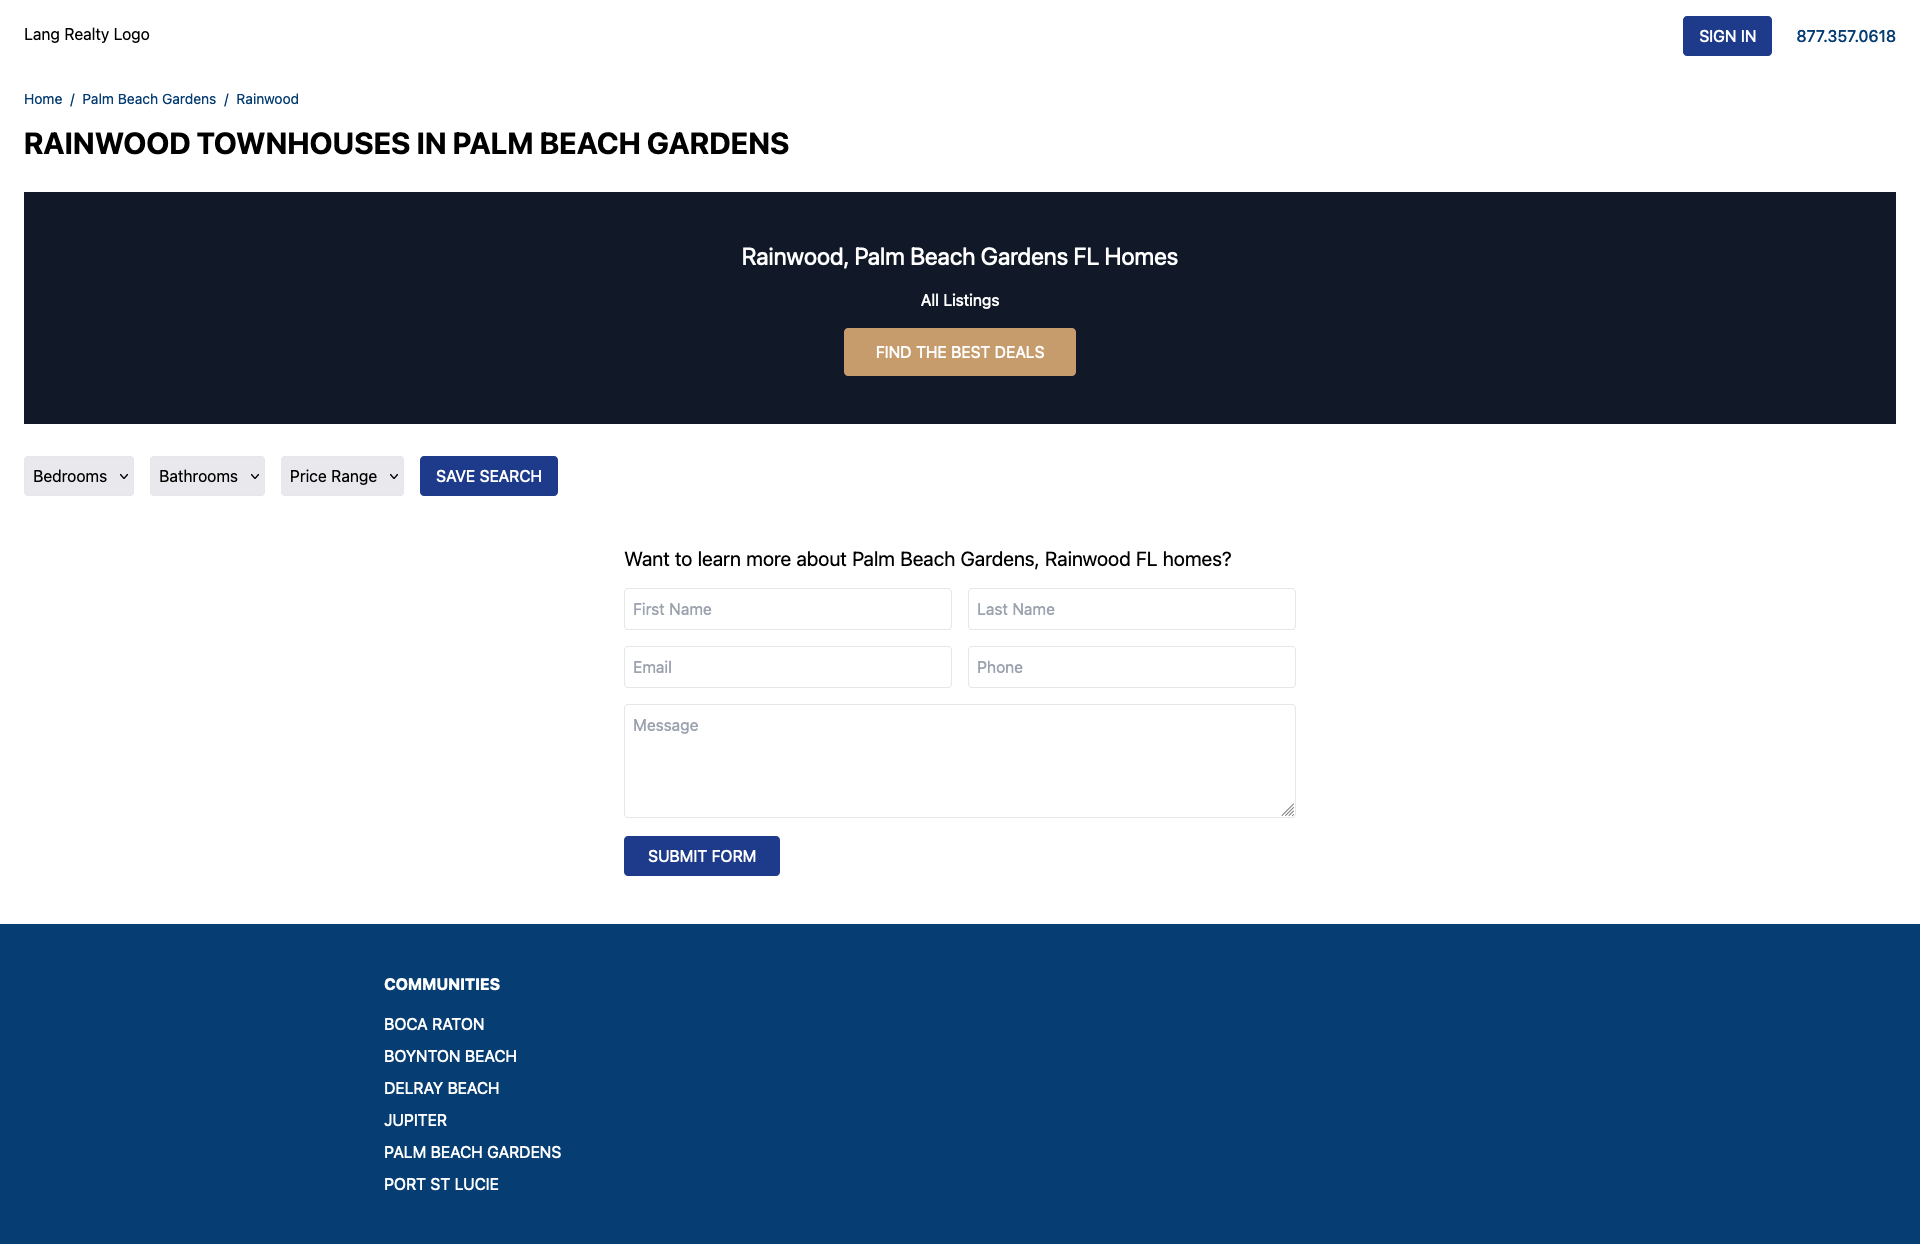 Lang Realty Logo
SIGN IN
877.357.0618
Home / Palm Beach Gardens / Rainwood
RAINWOOD TOWNHOUSES IN PALM BEACH GARDENS
Rainwood, Palm Beach Gardens FL Homes
All Listings
FIND THE BEST DEALS
Bedrooms
Bathrooms
Price Range
SAVE SEARCH
Want to learn more about Palm Beach Gardens, Rainwood FL homes?
First Name
Last Name
Email
Phone
Message
SUBMIT FORM
COMMUNITIES
BOCA RATON
BOYNTON BEACH
DELRAY BEACH
JUPITER
PALM BEACH GARDENS
PORT ST LUCIE